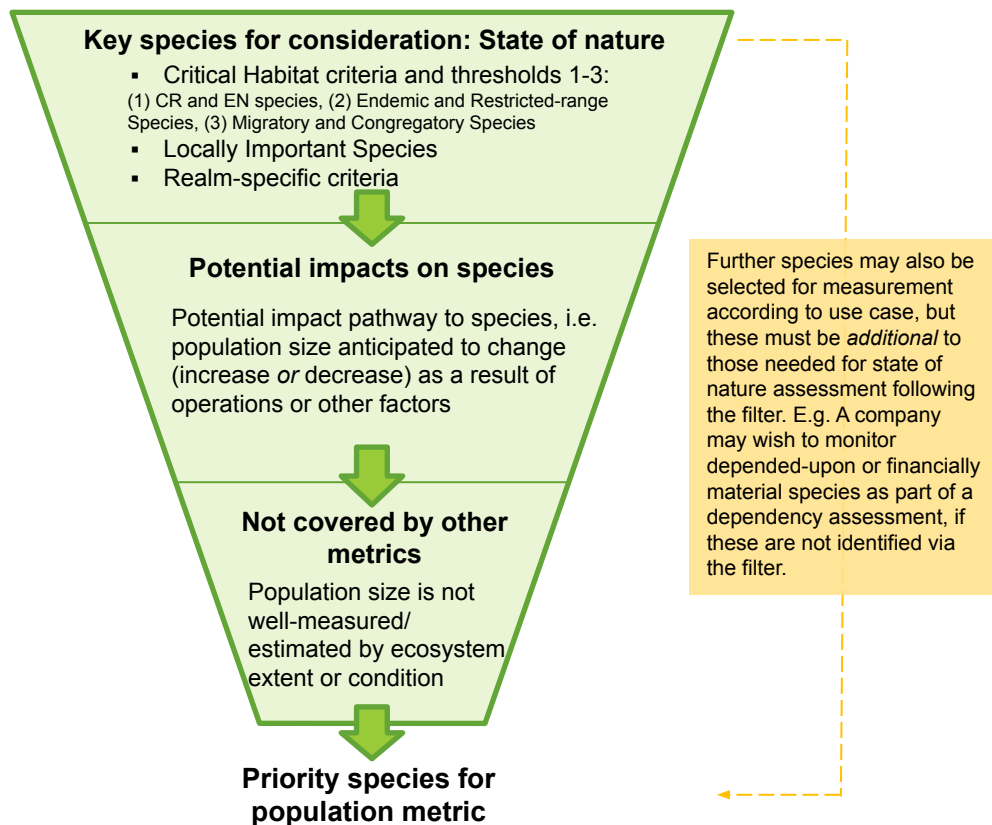 Key species for consideration: State of nature
▪ Critical Habitat criteria and thresholds 1-3:
(1) CR and EN species, (2) Endemic and Restricted-range
Species, (3) Migratory and Congregatory Species
▪ Locally Important Species
▪ Realm-specific criteria
Potential impacts on species
Potential impact pathway to species, i.e.
population size anticipated to change
(increase or decrease) as a result of
operations or other factors
Not covered by other
metrics
Population size is not
well-measured/
estimated by ecosystem
extent or condition
Priority species for
population metric
Further species may also be
selected for measurement
according to use case, but
these must be additional to
those needed for state of
nature assessment following
the filter. E.g. A company
may wish to monitor
depended-upon or financially
material species as part of a
dependency assessment, if
these are not identified via
the filter.